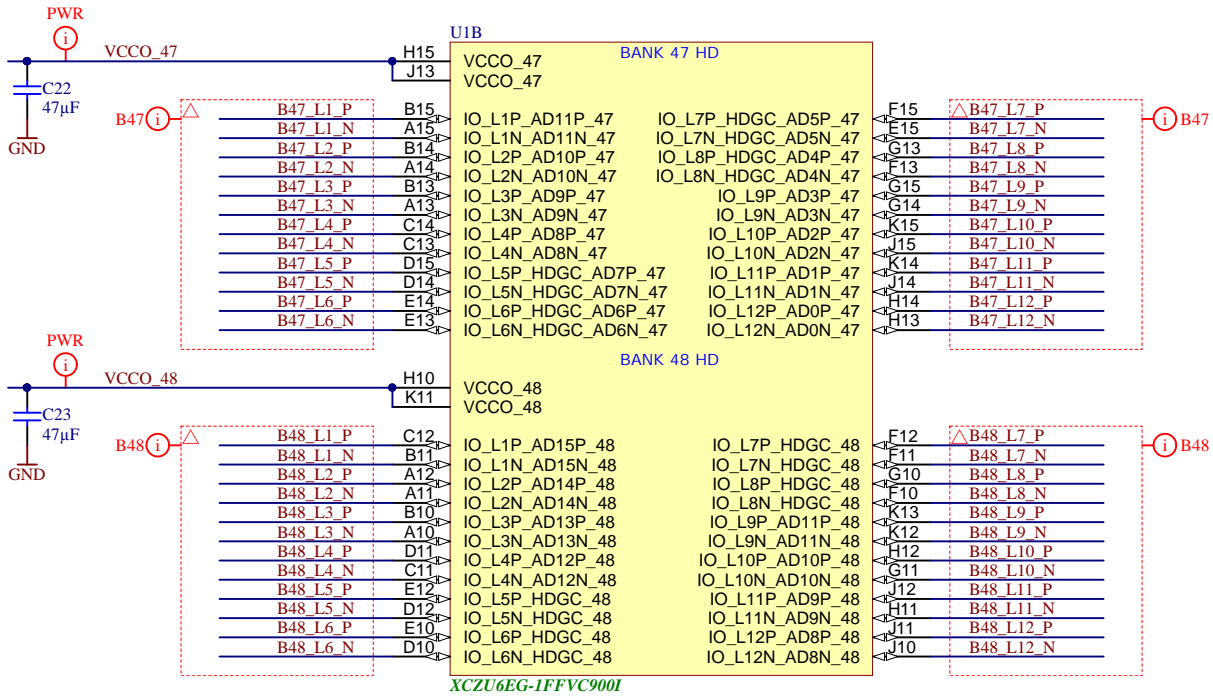 PWR
i
VCCO_47
C22
47µF
GND
U1B
BANK 47 HD
H15 VCCO_47
J13 VCCO_47
B47 i
B47_L1_P B15 IO_L1P_AD11P_47
B47_L1_N A15 IO_L1N_AD11N_47
B47_L2_P B14 IO_L2P_AD10P_47
B47_L2_N A14 IO_L2N_AD10N_47
B47_L3_P B13 IO_L3P_AD9P_47
B47_L3_N A13 IO_L3N_AD9N_47
B47_L4_P C14 IO_L4P_AD8P_47
B47_L4_N C13 IO_L4N_AD8N_47
B47_L5_P D15 IO_L5P_HDGC_AD7P_47
B47_L5_N D14 IO_L5N_HDGC_AD7N_47
B47_L6_P E14 IO_L6P_HDGC_AD6P_47
B47_L6_N E13 IO_L6N_HDGC_AD6N_47
IO_L7P_HDGC_AD5P_47 F15 B47_L7_P
IO_L7N_HDGC_AD5N_47 E15 B47_L7_N
IO_L8P_HDGC_AD4P_47 G13 B47_L8_P
IO_L8N_HDGC_AD4N_47 F13 B47_L8_N
IO_L9P_AD3P_47 G15 B47_L9_P
IO_L9N_AD3N_47 G14 B47_L9_N
IO_L10P_AD2P_47 K15 B47_L10_P
IO_L10N_AD2N_47 J15 B47_L10_N
IO_L11P_AD1P_47 K14 B47_L11_P
IO_L11N_AD1N_47 J14 B47_L11_N
IO_L12P_AD0P_47 H14 B47_L12_P
IO_L12N_AD0N_47 H13 B47_L12_N
i B47
PWR
i
VCCO_48
C23
47µF
GND
BANK 48 HD
H10 VCCO_48
K11 VCCO_48
B48 i
B48_L1_P C12 IO_L1P_AD15P_48
B48_L1_N B11 IO_L1N_AD15N_48
B48_L2_P A12 IO_L2P_AD14P_48
B48_L2_N A11 IO_L2N_AD14N_48
B48_L3_P B10 IO_L3P_AD13P_48
B48_L3_N A10 IO_L3N_AD13N_48
B48_L4_P D11 IO_L4P_AD12P_48
B48_L4_N C11 IO_L4N_AD12N_48
B48_L5_P E12 IO_L5P_HDGC_48
B48_L5_N D12 IO_L5N_HDGC_48
B48_L6_P E10 IO_L6P_HDGC_48
B48_L6_N D10 IO_L6N_HDGC_48
IO_L7P_HDGC_48 F12 B48_L7_P
IO_L7N_HDGC_48 F11 B48_L7_N
IO_L8P_HDGC_48 G10 B48_L8_P
IO_L8N_HDGC_48 F10 B48_L8_N
IO_L9P_AD11P_48 K13 B48_L9_P
IO_L9N_AD11N_48 K12 B48_L9_N
IO_L10P_AD10P_48 H12 B48_L10_P
IO_L10N_AD10N_48 G11 B48_L10_N
IO_L11P_AD9P_48 J12 B48_L11_P
IO_L11N_AD9N_48 H11 B48_L11_N
IO_L12P_AD8P_48 J11 B48_L12_P
IO_L12N_AD8N_48 J10 B48_L12_N
i B48
XCZU6EG-1FFVC900I